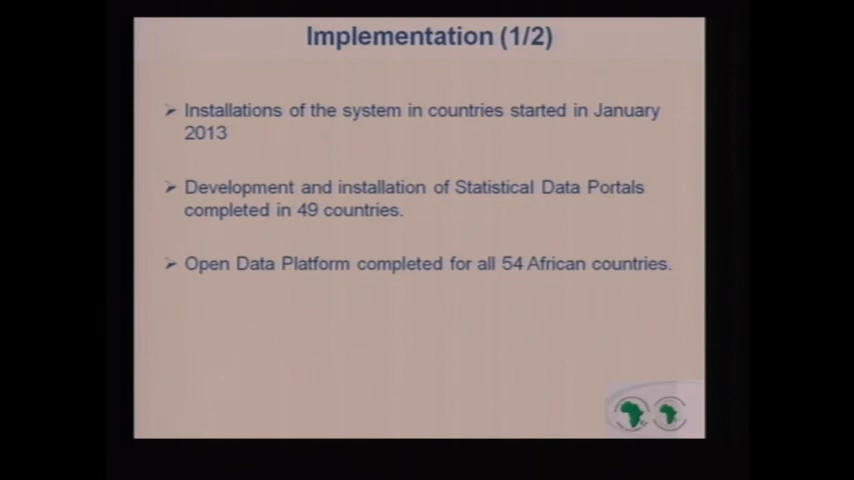 Implementation (1/2)
➢ Installations of the system in countries started in January
2013
➢ Development and installation of Statistical Data Portals
completed in 49 countries.
➢ Open Data Platform completed for all 54 African countries.